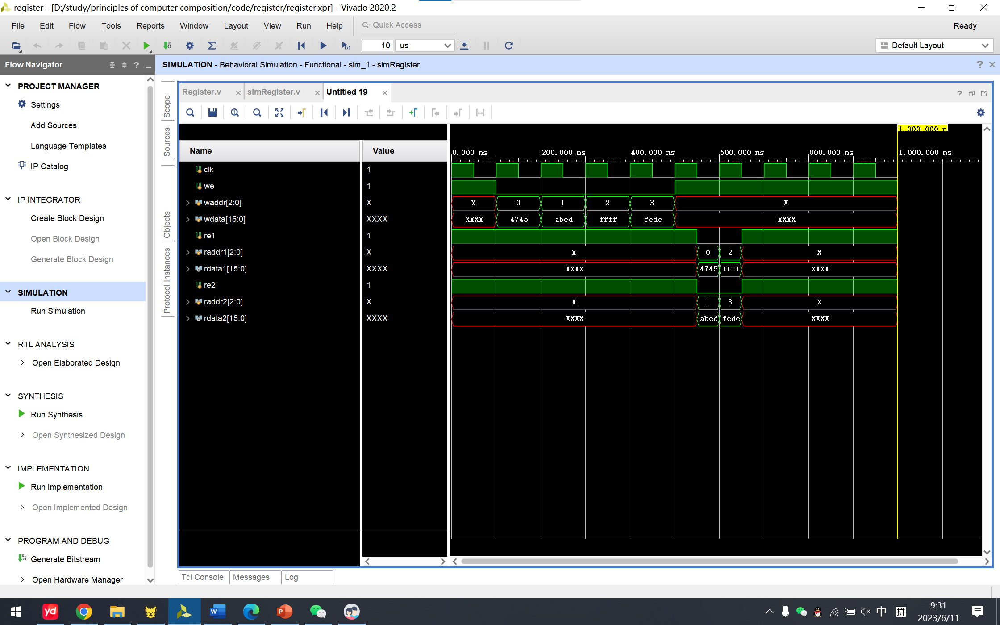 register - [D:/study/principles of computer composition/code/register/register.xpr] - Vivado 2020.2
File Edit Flow Tools Reports Window Layout View Run Help Quick Access Ready
10 us Default Layout
Flow Navigator
PROJECT MANAGER
Settings
Add Sources
Language Templates
IP Catalog
IP INTEGRATOR
Create Block Design
Open Block Design
Generate Block Design
SIMULATION
Run Simulation
RTL ANALYSIS
Open Elaborated Design
SYNTHESIS
Run Synthesis
Open Synthesized Design
IMPLEMENTATION
Run Implementation
Open Implemented Design
PROGRAM AND DEBUG
Generate Bitstream
Open Hardware Manager
SIMULATION - Behavioral Simulation - Functional - sim_1 - simRegister
Scope
Sources
Objects
Protocol Instances
Register.v simRegister.v Untitled 19
1,000.000 n
Name Value
0.000 ns 200.000 ns 400.000 ns 600.000 ns 800.000 ns 1,000.000 ns
clk 1
we 1
waddr[2:0] X X 0 1 2 3 X
wdata[15:0] XXXX XXXX 4745 abcd ffff fedc XXXX
re1 1
raddr1[2:0] X X 0 2 X
rdata1[15:0] XXXX XXXX 4745 ffff XXXX
re2 1
raddr2[2:0] X X 1 3 X
rdata2[15:0] XXXX XXXX abcd fedc XXXX
Tcl Console Messages Log
yd
W
P
中
拼
9:31
2023/6/11